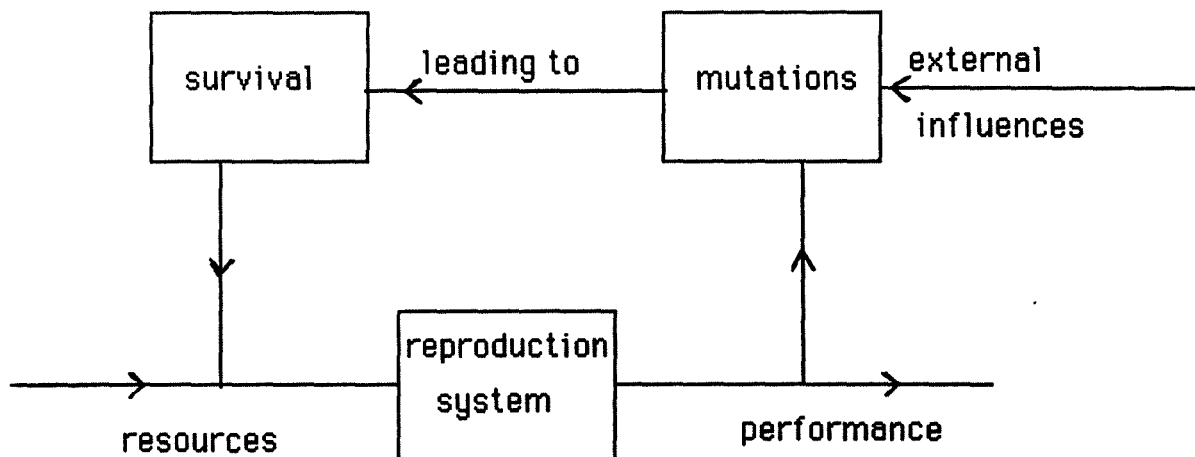 survival
leading to
mutations
external
influences
reproduction
system
resources
performance